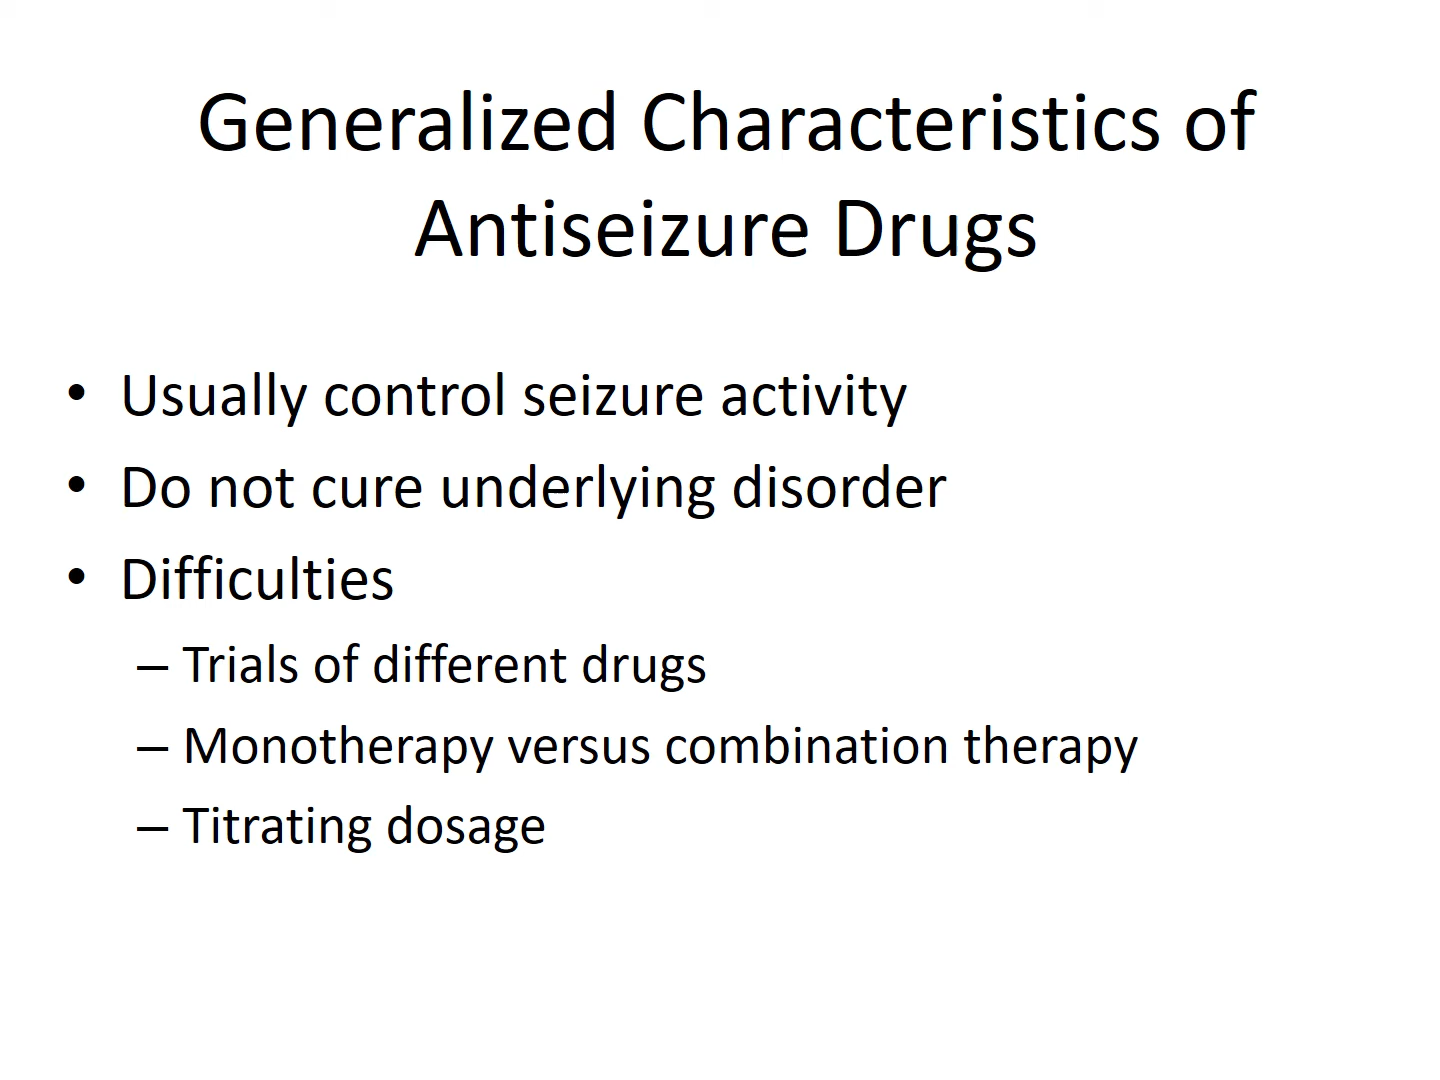 Generalized Characteristics of
Antiseizure Drugs
• Usually control seizure activity
• Do not cure underlying disorder
• Difficulties
– Trials of different drugs
– Monotherapy versus combination therapy
– Titrating dosage